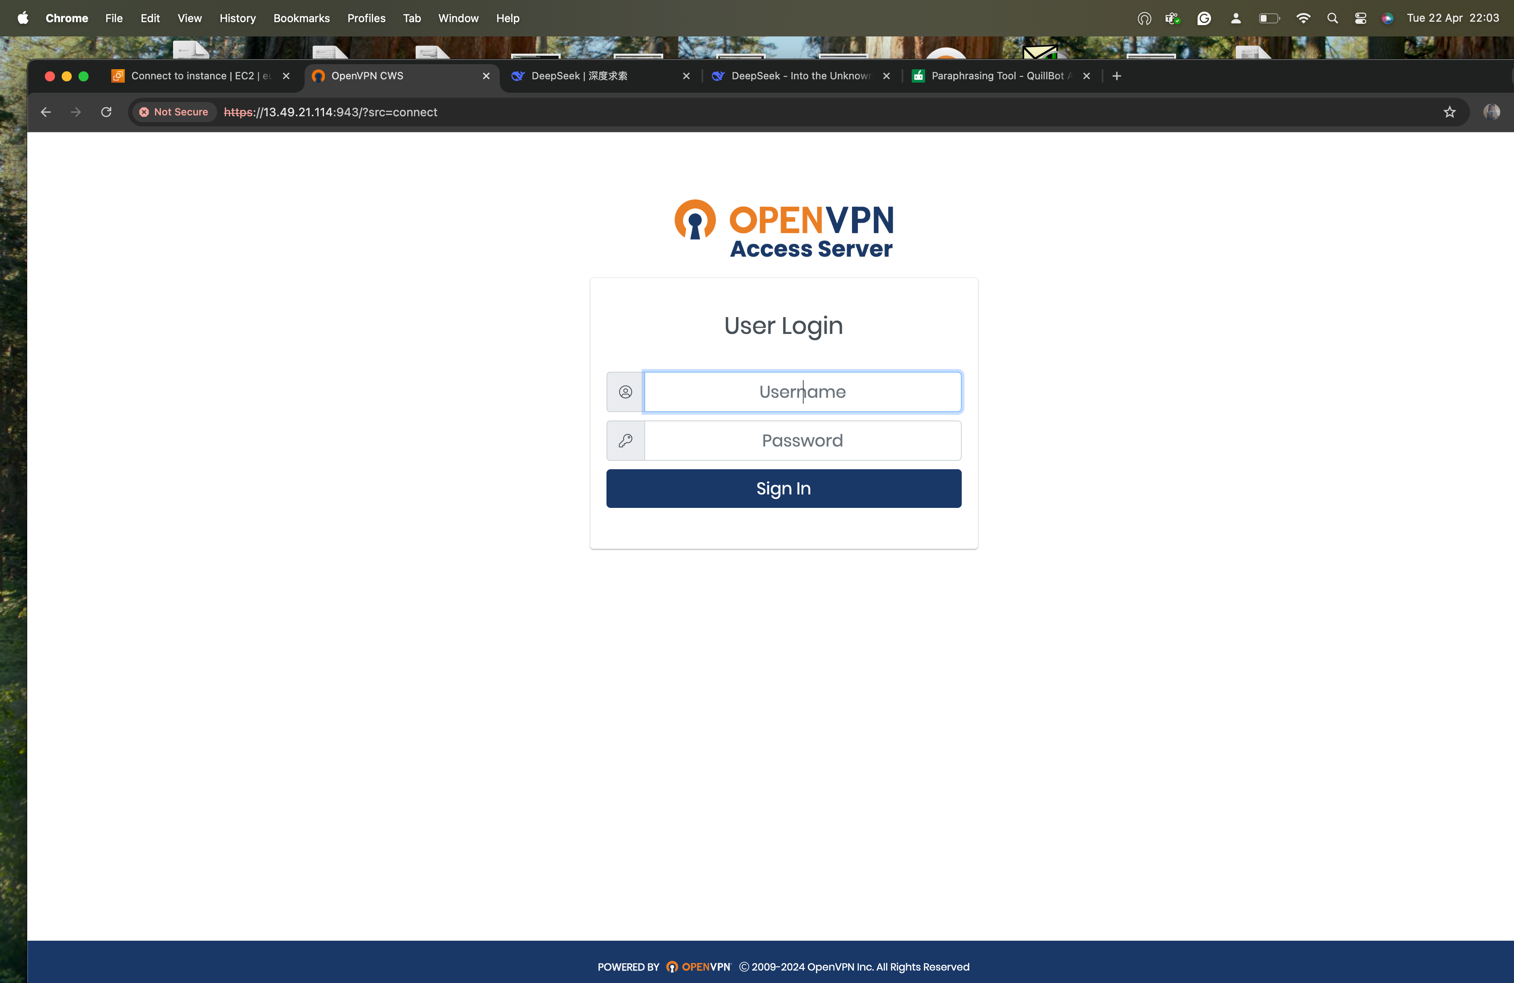 Chrome File Edit View History Bookmarks Profiles Tab Window Help Tue 22 Apr 22:03
Connect to instance | EC2 | OpenVPN CWS DeepSeek | 深度求索 DeepSeek - Into the Unknown Paraphrasing Tool - QuillBot
Not Secure https://13.49.21.114:943/?src=connect
OPENVPN
Access Server
User Login
Username
Password
Sign In
POWERED BY OPENVPN © 2009-2024 OpenVPN Inc. All Rights Reserved